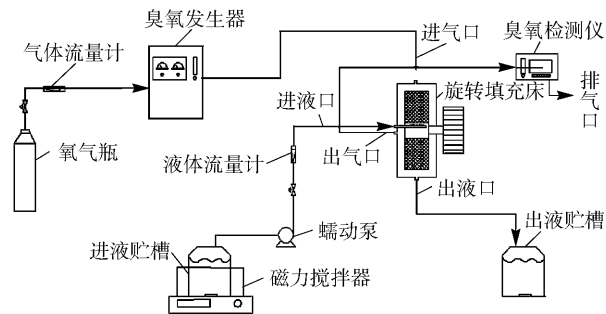 臭氧发生器
气体流量计
进气口
臭氧检测仪
排气口
旋转填充床
进液口
氧气瓶
出气口
液体流量计
出液口
蠕动泵
出液贮槽
进液贮槽
磁力搅拌器